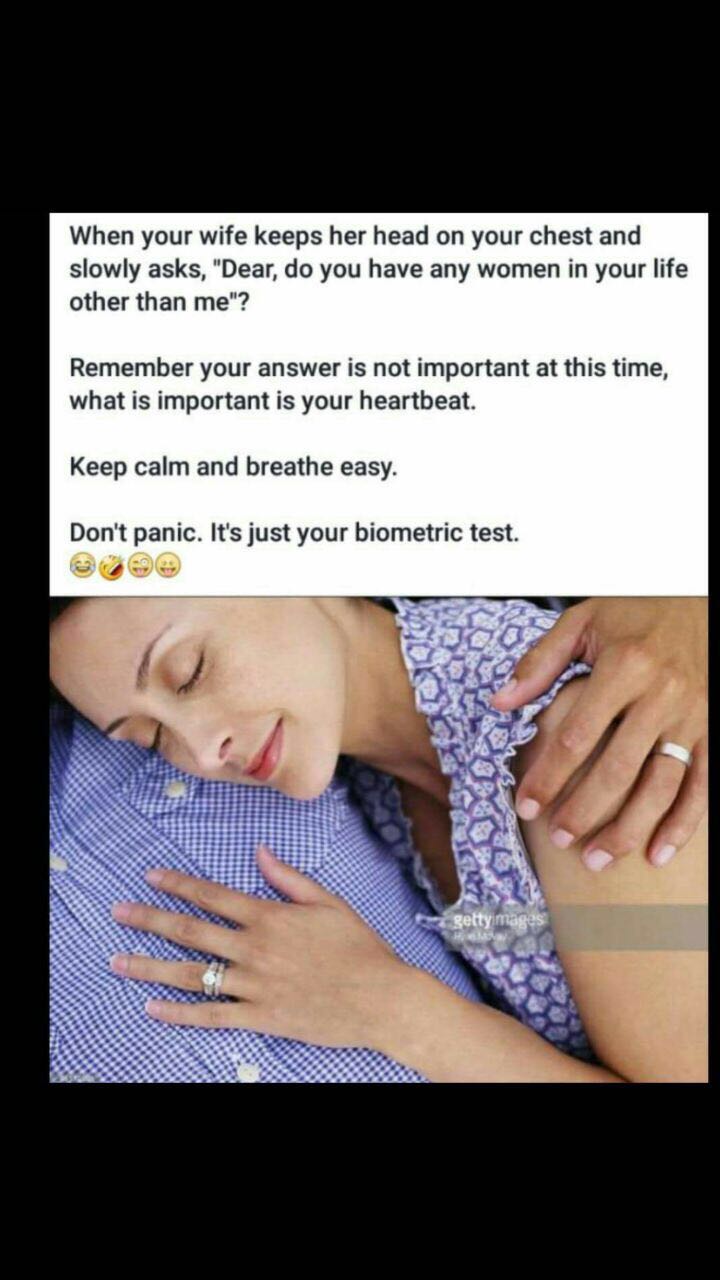 When your wife keeps her head on your chest and
slowly asks, "Dear, do you have any women in your life
other than me"?
Remember your answer is not important at this time,
what is important is your heartbeat.
Keep calm and breathe easy.
Don't panic. It's just your biometric test.
😂🤣😜😛
gettyimages